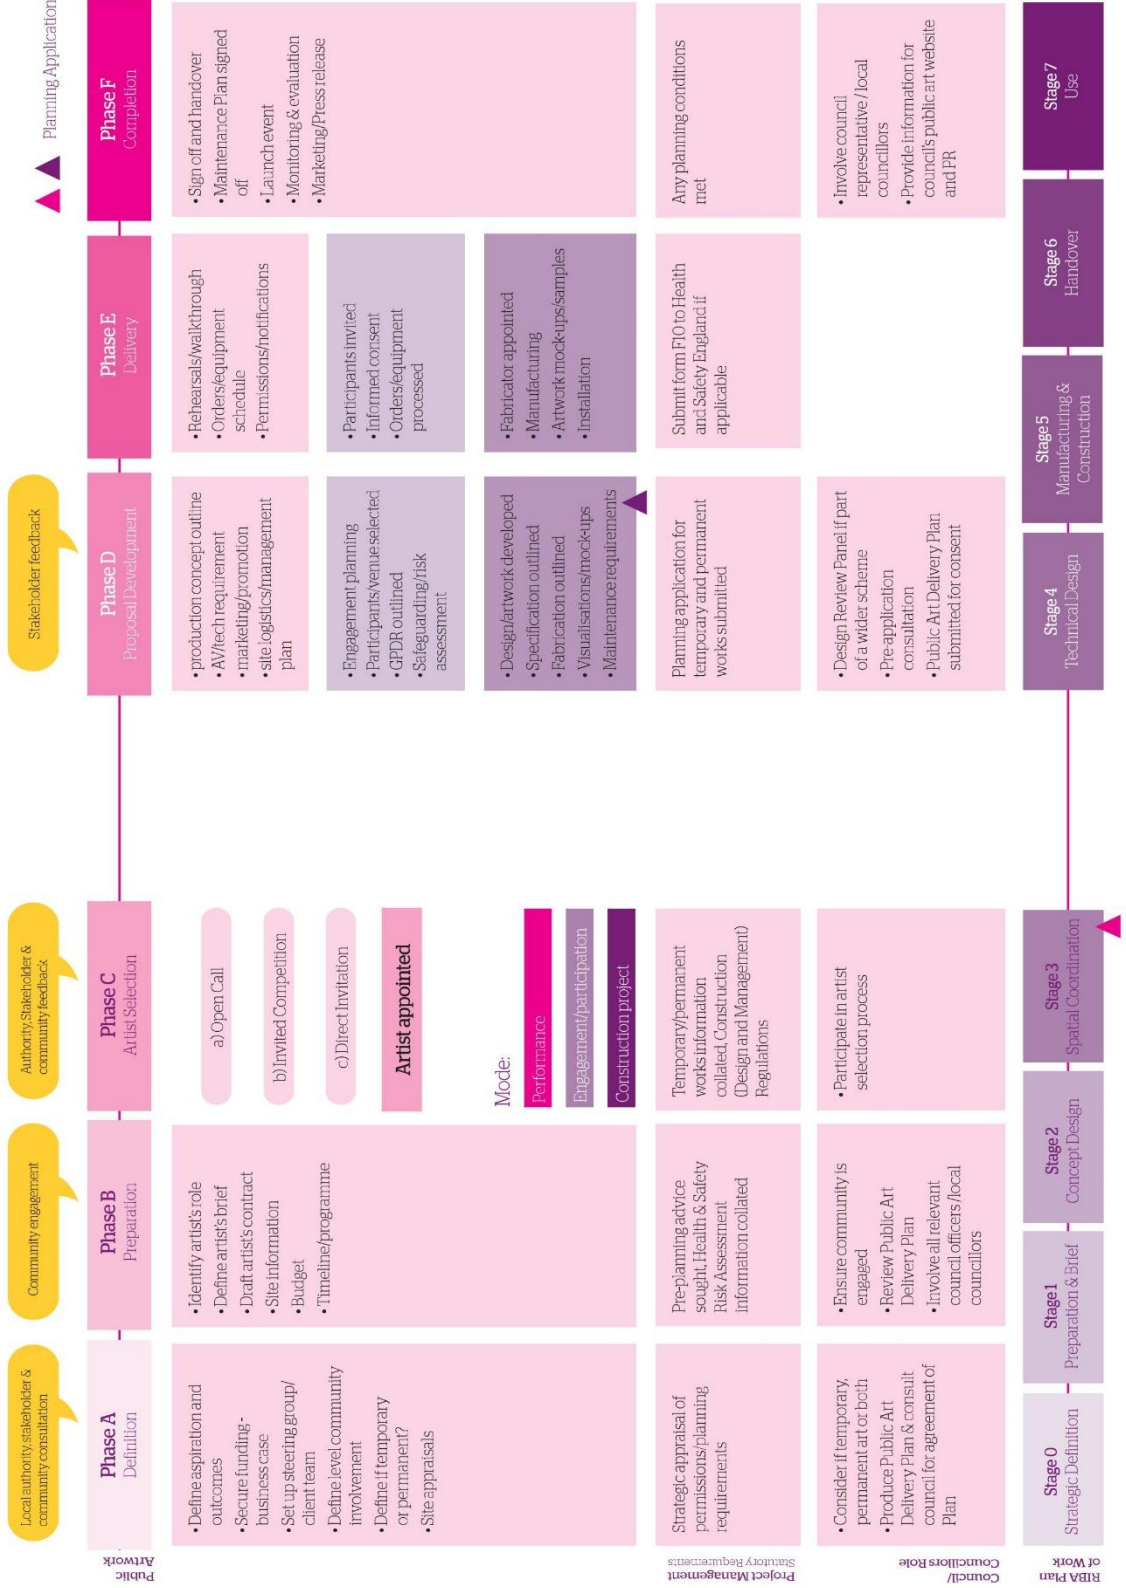 Planning Application
Local authority, stakeholder &
community consultation
Community engagement
Authority, Stakeholder &
community feedback
Stakeholder feedback
Public
Artwork
Phase A
Definition
Phase B
Preparation
Phase C
Artist Selection
Phase D
Proposal Development
Phase E
Delivery
Phase F
Completion
• Define aspiration and
outcomes
• Secure funding -
business case
• Set up steering group/
client team
• Define level community
involvement
• Define if temporary
or permanent?
• Site appraisals
• Identify artist's role
• Define artist's brief
• Draft artist's contract
• Site information
• Budget
• Timeline/programme
a) Open Call
b) Invited Competition
c) Direct Invitation
Artist appointed
Mode:
Performance
Engagement/participation
Construction project
• production concept outline
• AV/tech requirement
• marketing/promotion
• site logistics/management
plan
• Engagement planning
• Participants/venue selected
• GPDR outlined
• Safeguarding/risk
assessment
• Design/artwork developed
• Specification outlined
• Fabrication outlined
• Visualisations/mock-ups
• Maintenance requirements
• Rehearsals/walkthrough
• Orders/equipment
schedule
• Permissions/notifications
• Participants invited
• Informed consent
• Orders/equipment
processed
• Fabricator appointed
• Manufacturing
• Artwork mock-ups/samples
• Installation
• Sign off and handover
• Maintenance Plan signed
off
• Launch event
• Monitoring & evaluation
• Marketing/Press release
Project Management
Statutory Requirements
Strategic appraisal of
permissions/planning
requirements
Pre-planning advice
sought, Health & Safety
Risk Assessment
information collated
Temporary/permanent
works information
collated, Construction
(Design and Management)
Regulations
Planning application for
temporary and permanent
works submitted
Submit form F10 to Health
and Safety England if
applicable
Any planning conditions
met
Council/
Councillors Role
• Consider if temporary,
permanent art or both
• Produce Public Art
Delivery Plan & consult
council for agreement of
Plan
• Ensure community is
engaged
• Review Public Art
Delivery Plan
• Involve all relevant
council officers/local
councillors
• Participate in artist
selection process
• Design Review Panel if part
of a wider scheme
• Pre-application
consultation
• Public Art Delivery Plan
submitted for consent
• Involve council
representative / local
councillors
• Provide information for
council's public art website
and PR
RIBA Plan
of Work
Stage 0
Strategic Definition
Stage 1
Preparation & Brief
Stage 2
Concept Design
Stage 3
Spatial Coordination
Stage 4
Technical Design
Stage 5
Manufacturing &
Construction
Stage 6
Handover
Stage 7
Use